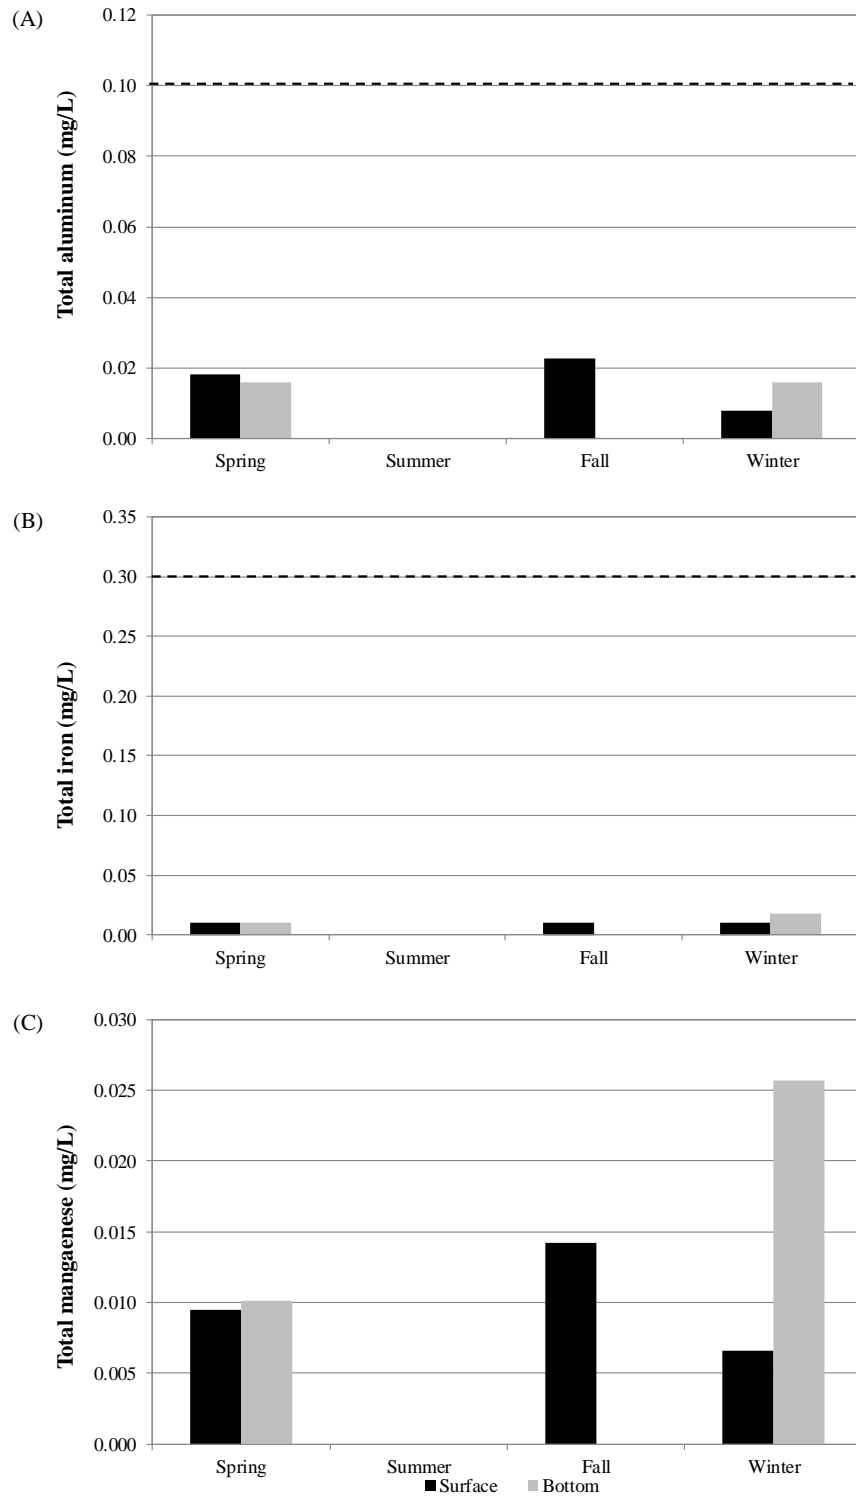 (A)
Total aluminum (mg/L)
0.12
0.10
0.08
0.06
0.04
0.02
0.00
Spring Summer Fall Winter
(B)
Total iron (mg/L)
0.35
0.30
0.25
0.20
0.15
0.10
0.05
0.00
Spring Summer Fall Winter
(C)
Total mangaenese (mg/L)
0.030
0.025
0.020
0.015
0.010
0.005
0.000
Spring Summer Fall Winter
Surface Bottom